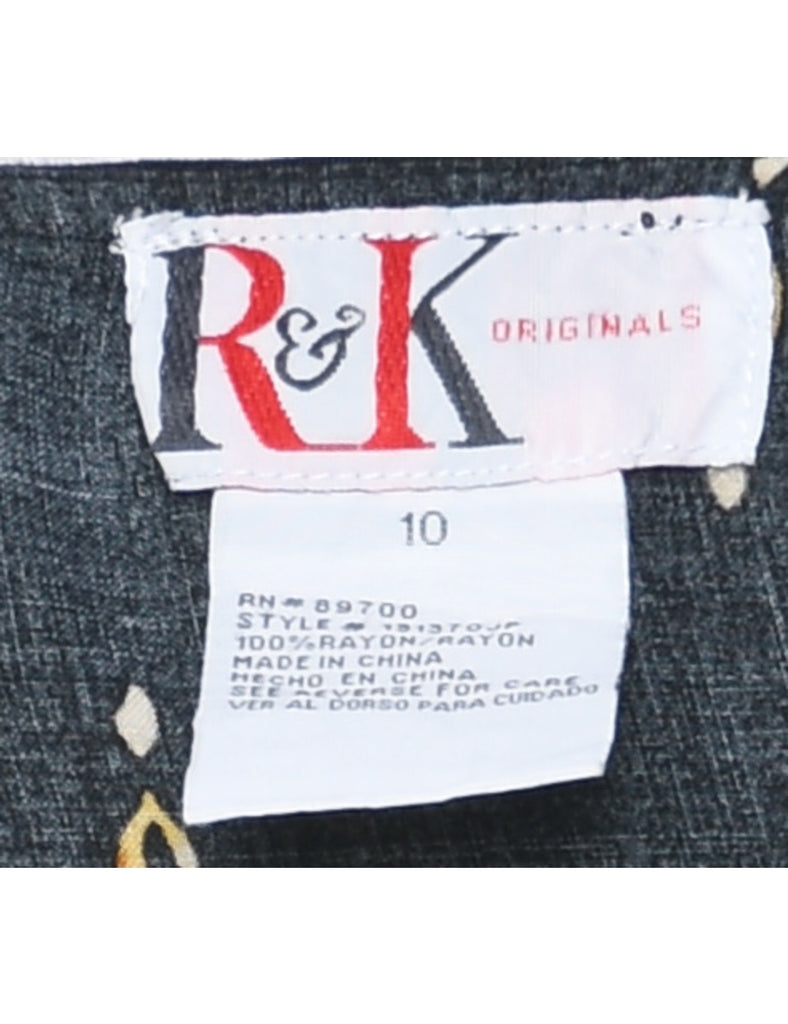 R&K ORIGINALS
10
RN# 89700
STYLE #
100%RAYON/RAYON
MADE IN CHINA
HECHO EN CHINA
SEE REVERSE FOR CARE
VER AL DORSO PARA CUIDADO